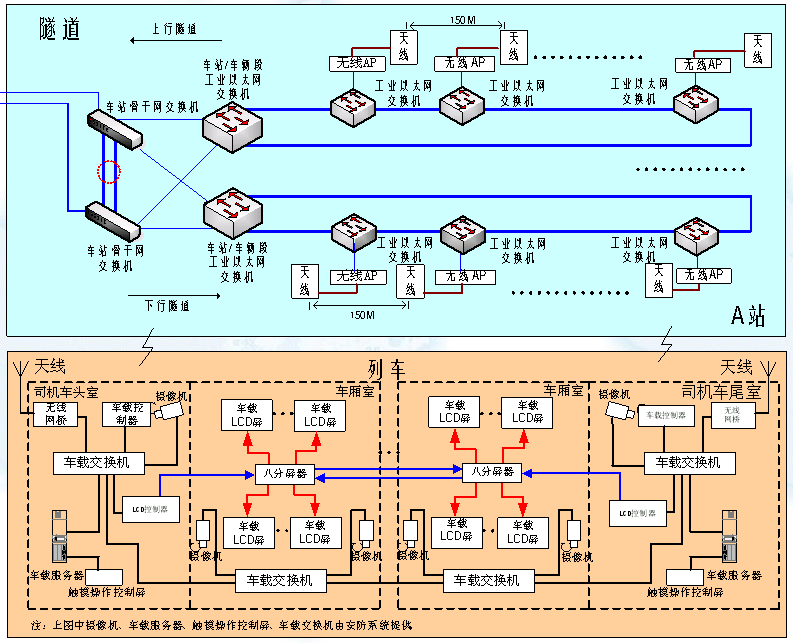 隧道
上行隧道
150M
天线
天线
天线
无线AP
无线AP
无线AP
车站/车辆段
工业以太网
交换机
工业以太网
交换机
工业以太网
交换机
工业以太网
交换机
车站骨干网交换机
车站骨干网
交换机
车站/车辆段
工业以太网
交换机
工业以太网
交换机
工业以太网
交换机
工业以太网
交换机
天线
无线AP
天线
无线AP
天线
无线AP
150M
下行隧道
A站
天线
列车
天线
司机车头室
车厢室
车厢室
司机车尾室
无线
网桥
车载控
制器
摄像机
车载
LCD屏
车载
LCD屏
车载
LCD屏
车载
LCD屏
摄像机
车载控制器
无线
网桥
车载交换机
八分屏器
八分屏器
车载交换机
LCD控制器
LCD控制器
车载
LCD屏
车载
LCD屏
车载
LCD屏
车载
LCD屏
摄像机
摄像机
摄像机
摄像机
车载服务器
触摸操作控制屏
车载交换机
车载交换机
车载服务器
触摸操作控制屏
注：上图中摄像机、车载服务器、触摸操作控制屏、车载交换机由安防系统提供